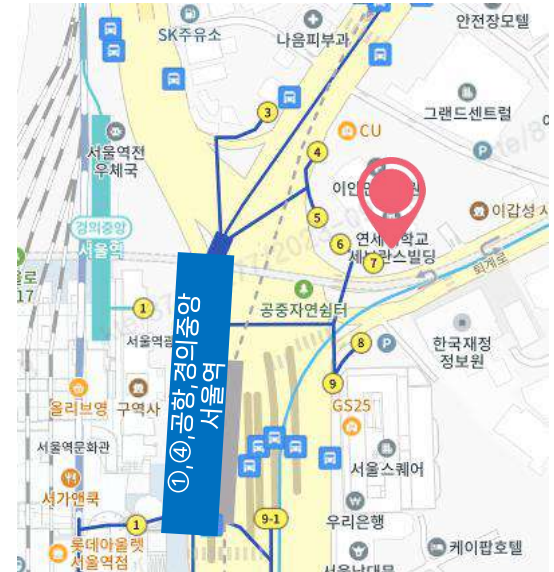 안전장모텔
SK주유소
나음피부과
그랜드센트럴
3
CU
서울역전
우체국
4
P
이갑성
경의중앙
서울역
5
6
연세
학교
7
빌딩
퇴계로
17
1
공중자연쉼터
서울역
①,④,공항,경의중앙
서울역
8
P
한국재정
정보원
9
올리브영
구역사
GS25
서울역문화관
서울스퀘어
서가앤쿡
1
9-1
우리은행
롯데아울렛
서울역점
케이팝호텔